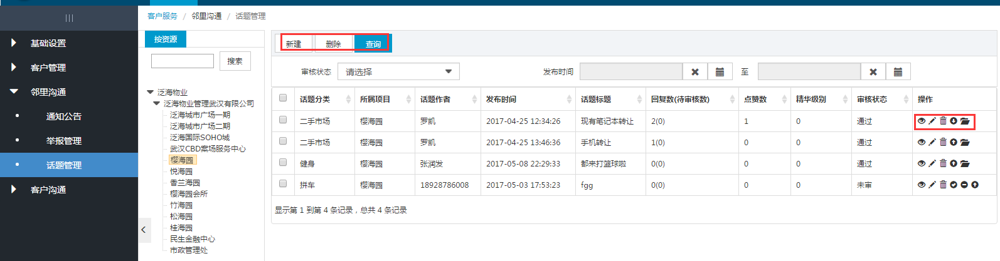 客户服务 / 邻里沟通 / 话题管理
基础设置
客户管理
邻里沟通
通知公告
举报管理
话题管理
客户沟通
按资源
搜索
泛海物业
泛海物业管理武汉有限公司
泛海城市广场一期
泛海城市广场二期
泛海国际SOHO城
武汉CBD案场服务中心
樱海园
悦海园
香兰海园
樱海园会所
竹海园
松海园
桂海园
民生金融中心
市政管理处
新建 删除 查询
审核状态 请选择 发布时间 至
话题分类 所属项目 话题作者 发布时间 话题标题 回复数(待审核数) 点赞数 精华级别 审核状态 操作
二手市场 樱海园 罗凯 2017-04-25 12:34:26 现有笔记本转让 2(0) 1 0 通过
二手市场 樱海园 罗凯 2017-04-25 13:46:36 手机转让 1(0) 0 0 通过
健身 樱海园 张润发 2017-05-08 22:29:33 都来打篮球啦 0(0) 0 0 通过
拼车 樱海园 18928786008 2017-05-03 17:53:23 fgg 0(0) 0 0 未审
显示第 1 到第 4 条记录，总共 4 条记录